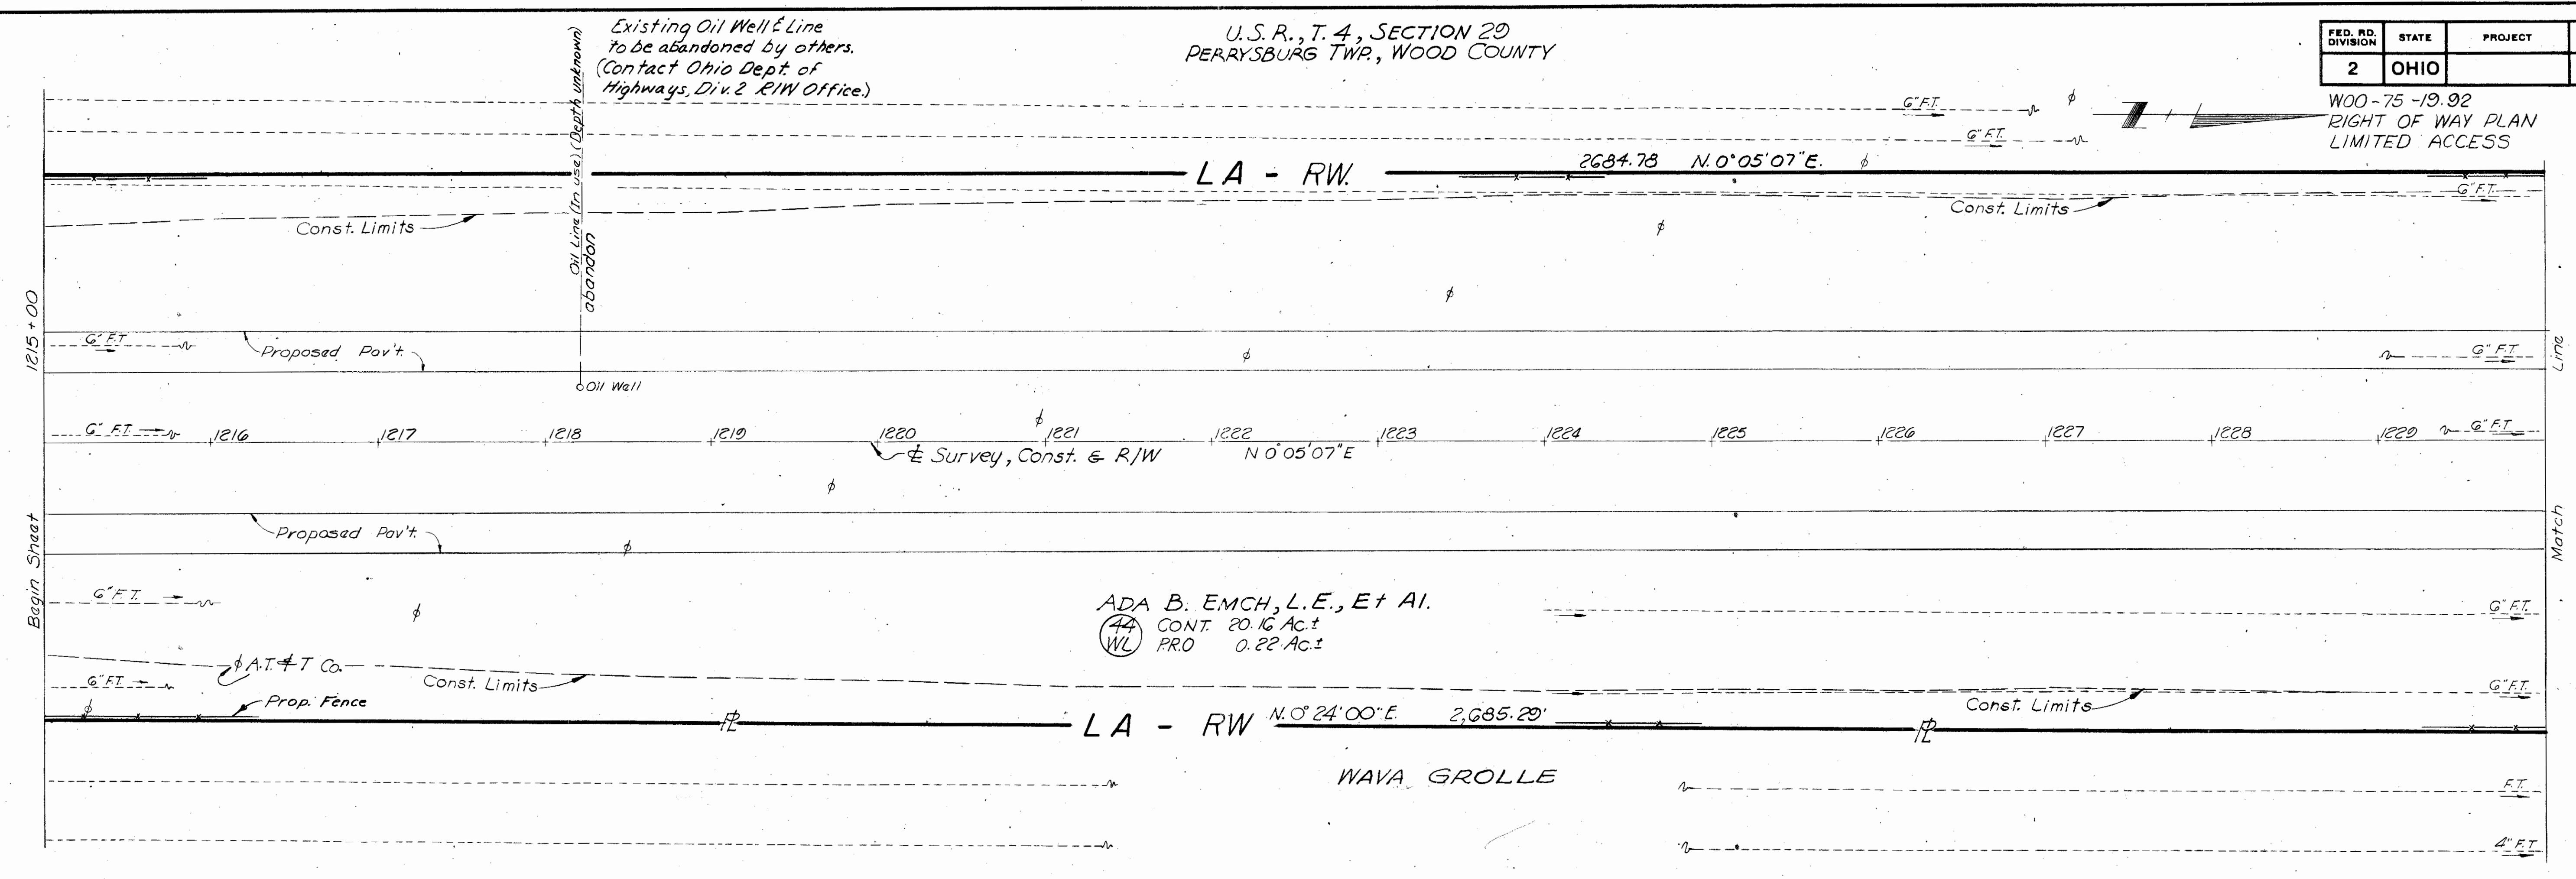 Existing Oil Well & Line
to be abandoned by others.
(Contact Ohio Dept. of
Highways, Div. 2 R/W Office.)
U.S.R., T. 4, SECTION 29
PERRYSBURG TWP., WOOD COUNTY
FED. RD. DIVISION STATE PROJECT
2 OHIO
WOO-75-19.92
RIGHT OF WAY PLAN
LIMITED ACCESS
6" F.T.
6" F.T.
LA - RW.
2684.78 N. 0°05'07"E.
6" F.T.
Const. Limits
Const. Limits
Oil Line (In use) (Depth unknown)
abandon
1215+00
6" F.T.
Proposed Pav't.
Oil Well
6" F.T.
Line
6" F.T.
1216 1217 1218 1219 1220 1221 1222 1223 1224 1225 1226 1227 1228 1229
6" F.T.
℄ Survey, Const. & R/W N 0°05'07"E
Proposed Pav't.
Begin Sheet
Match
6" F.T.
ADA B. EMCH, L.E., Et Al.
44 WL
CONT. 20.16 Ac.±
P.R.O 0.22 Ac.±
6" F.T.
A.T.&T Co.
6" F.T.
Const. Limits
6" F.T.
Prop. Fence
Const. Limits
PL
LA - RW
N. 0°24'00"E. 2,685.29'
PL
WAVA GROLLE
F.T.
4" F.T